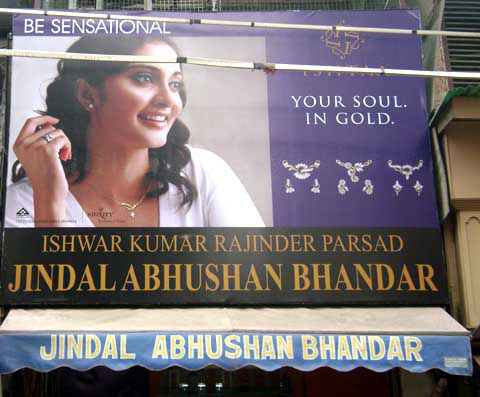 BE SENSATIONAL
YOUR SOUL.
IN GOLD.
ISHWAR KUMAR RAJINDER PARSAD
JINDAL ABHUSHAN BHANDAR
JINDAL ABHUSHAN BHANDAR